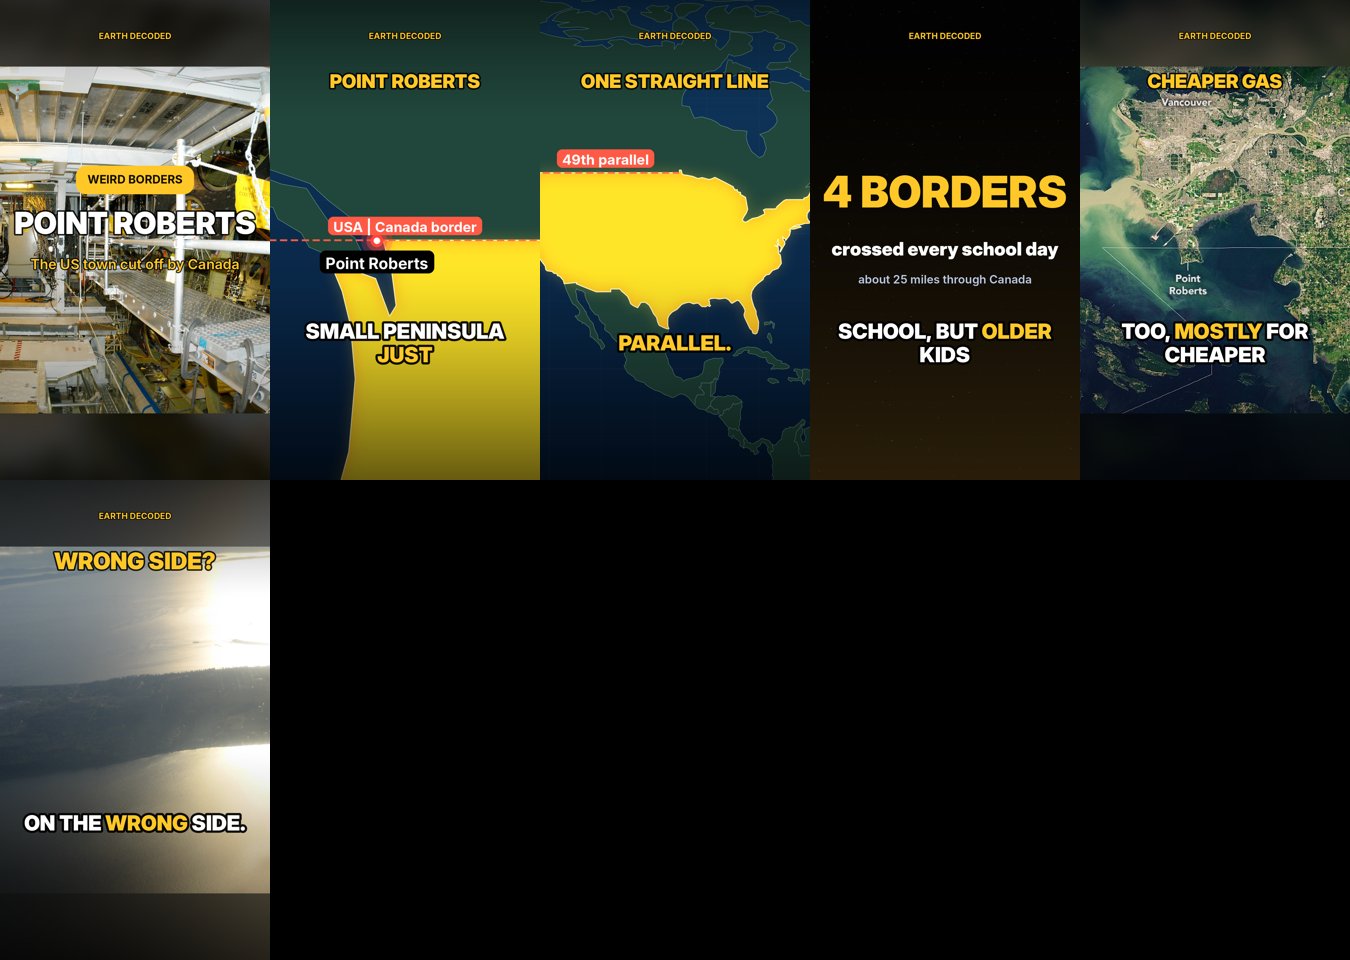 EARTH DECODED
WEIRD BORDERS
POINT ROBERTS
The US town cut off by Canada
EARTH DECODED
POINT ROBERTS
USA | Canada border
Point Roberts
SMALL PENINSULA
JUST
EARTH DECODED
ONE STRAIGHT LINE
49th parallel
PARALLEL.
EARTH DECODED
4 BORDERS
crossed every school day
about 25 miles through Canada
SCHOOL, BUT OLDER
KIDS
EARTH DECODED
CHEAPER GAS
Vancouver
Point
Roberts
TOO, MOSTLY FOR
CHEAPER
EARTH DECODED
WRONG SIDE?
ON THE WRONG SIDE.